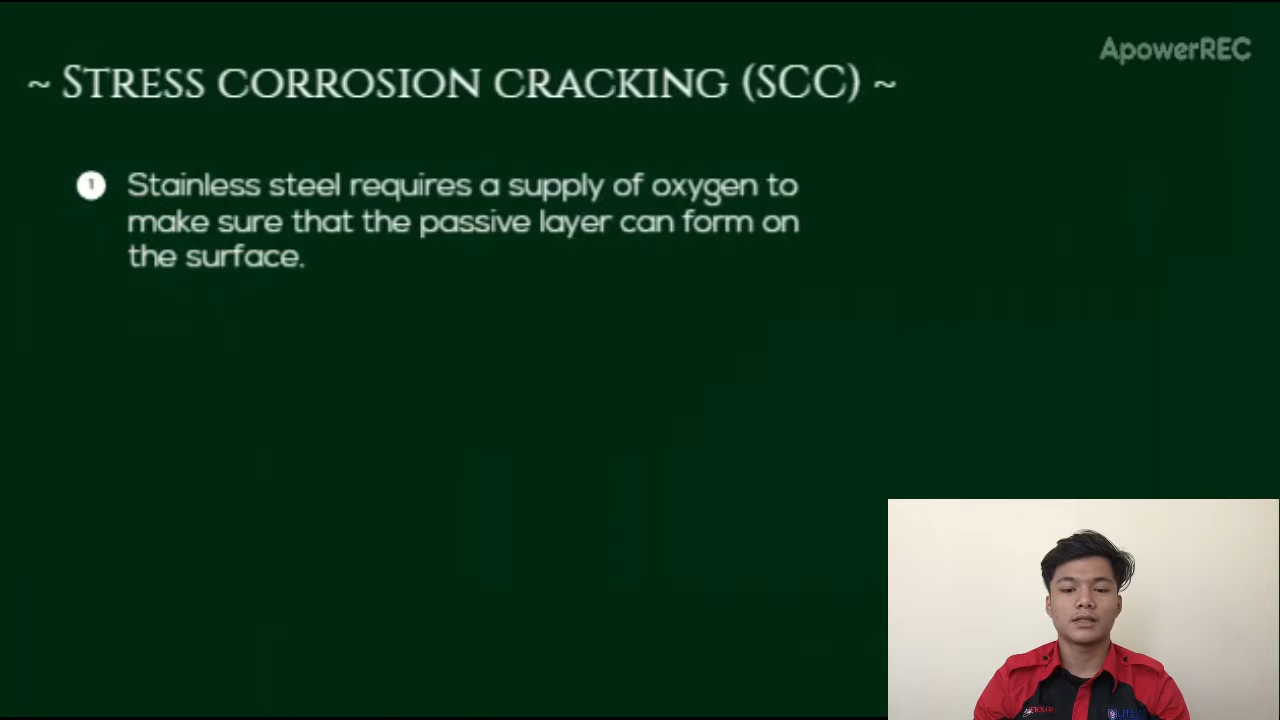 ApowerREC
~ STRESS CORROSION CRACKING (SCC) ~
1 Stainless steel requires a supply of oxygen to
make sure that the passive layer can form on
the surface.